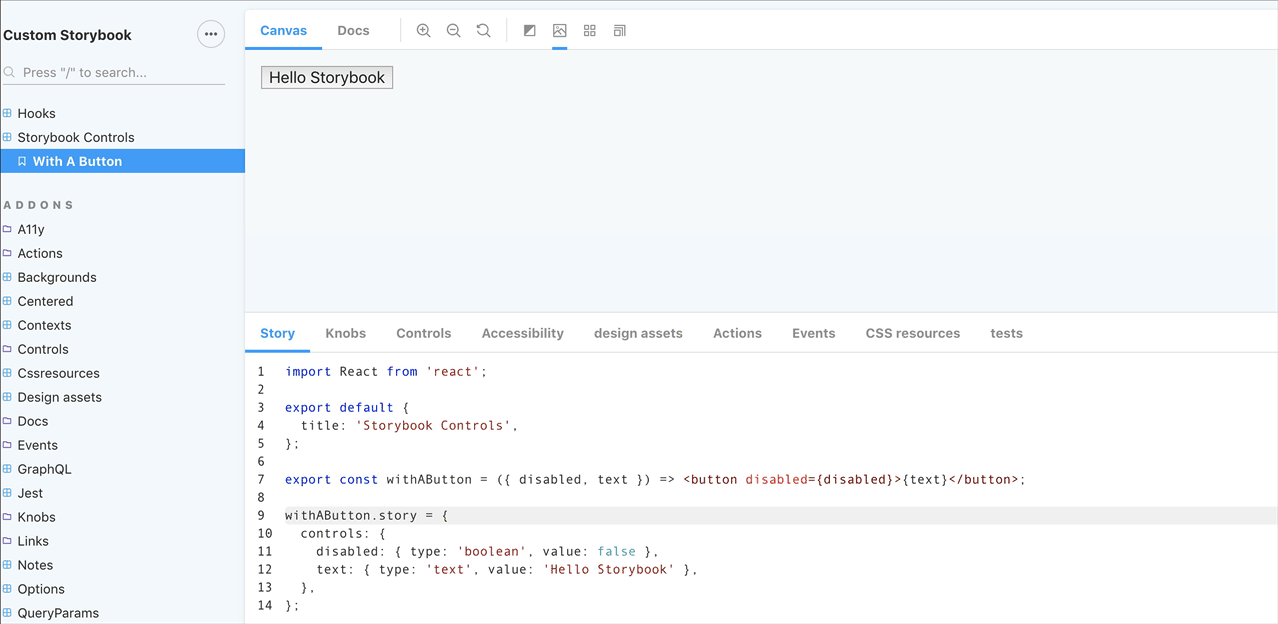 Custom Storybook
Press "/" to search...
Hooks
Storybook Controls
With A Button
ADDONS
A11y
Actions
Backgrounds
Centered
Contexts
Controls
Cssresources
Design assets
Docs
Events
GraphQL
Jest
Knobs
Links
Notes
Options
QueryParams
Canvas Docs
Hello Storybook
Story Knobs Controls Accessibility design assets Actions Events CSS resources tests
1 import React from 'react';
2
3 export default {
4   title: 'Storybook Controls',
5 };
6
7 export const withAButton = ({ disabled, text }) => <button disabled={disabled}>{text}</button>;
8
9 withAButton.story = {
10   controls: {
11     disabled: { type: 'boolean', value: false },
12     text: { type: 'text', value: 'Hello Storybook' },
13   },
14 };